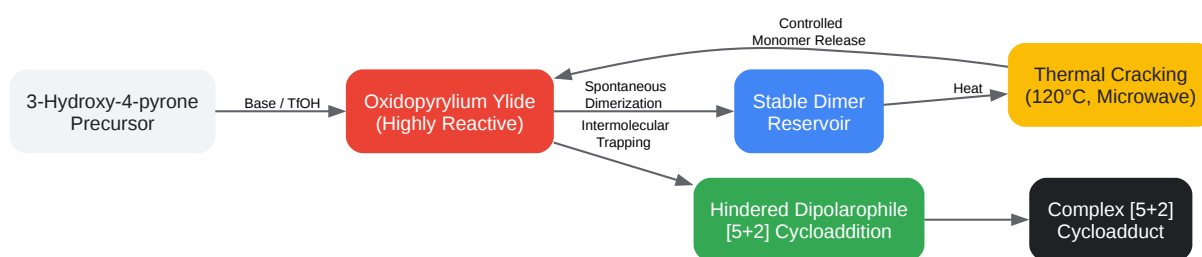 Controlled
Monomer Release
3-Hydroxy-4-pyrone
Precursor
Base / TfOH
Oxidopyrylium Ylide
(Highly Reactive)
Spontaneous
Dimerization
Intermolecular
Trapping
Stable Dimer
Reservoir
Heat
Thermal Cracking
(120°C, Microwave)
Hindered Dipolarophile
[5+2] Cycloaddition
Complex [5+2]
Cycloadduct